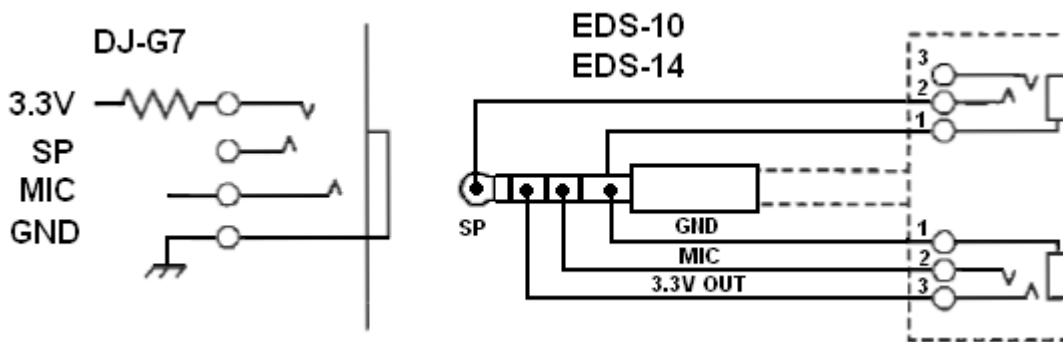 DJ-G7
3.3V
SP
MIC
GND
EDS-10
EDS-14
3
2
1
SP
GND
MIC
3.3V OUT
1
2
3